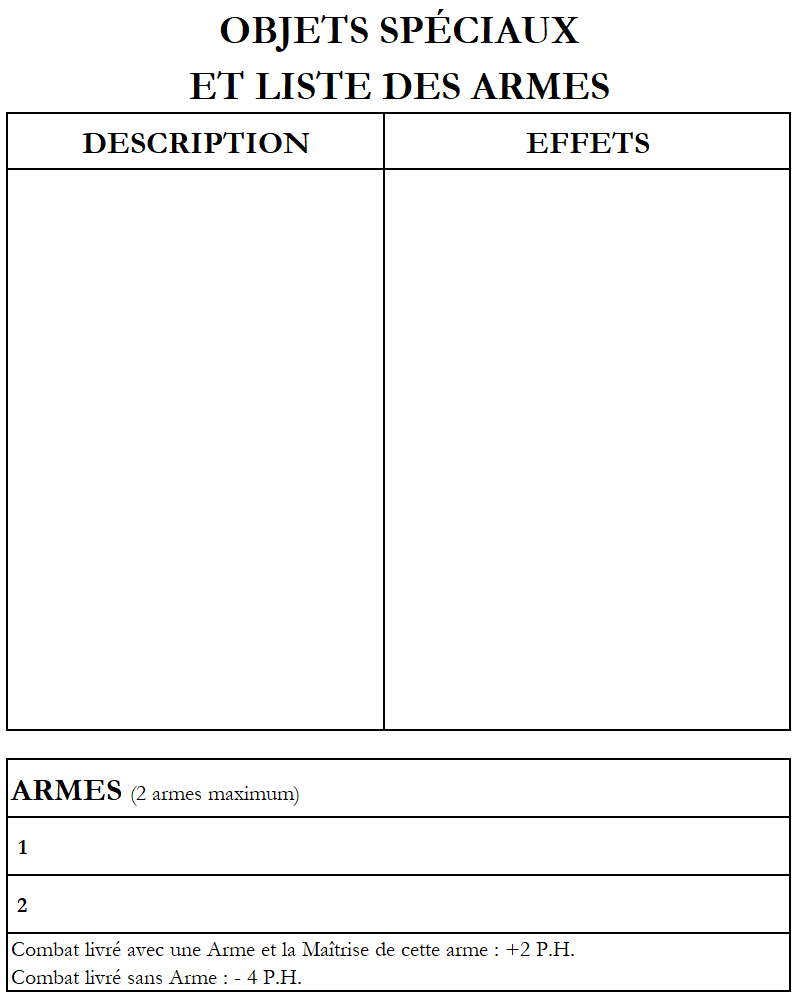 OBJETS SPÉCIAUX
ET LISTE DES ARMES
DESCRIPTION
EFFETS
ARMES (2 armes maximum)
1
2
Combat livré avec une Arme et la Maîtrise de cette arme : +2 P.H.
Combat livré sans Arme : - 4 P.H.